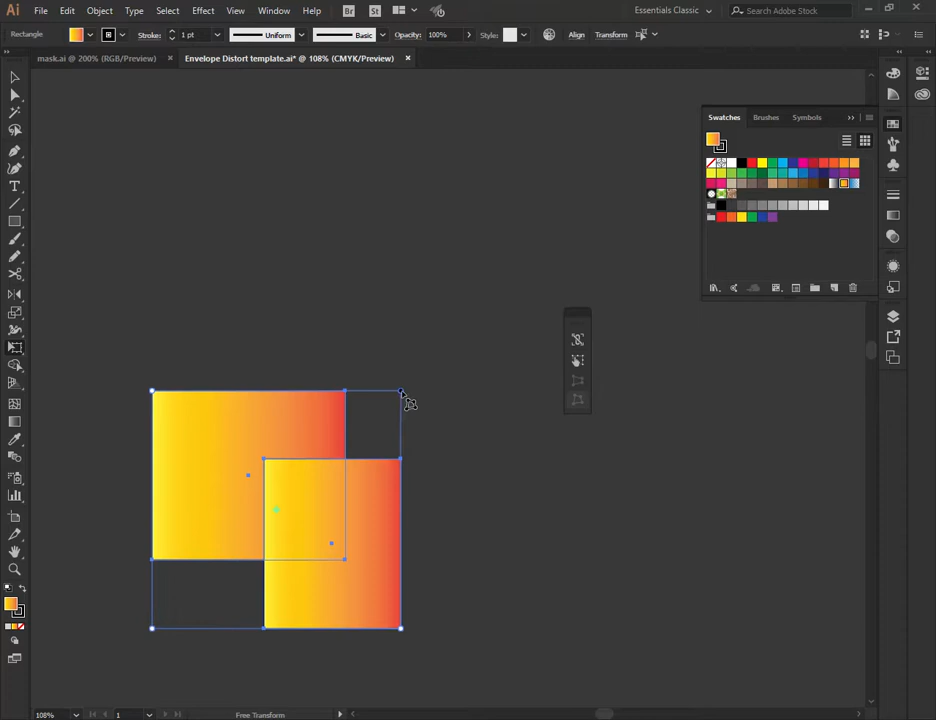 Ai File Edit Object Type Select Effect View Window Help Br St Essentials Classic Search Adobe Stock
Rectangle Stroke: 1 pt Uniform Basic Opacity: 100% Style: Align Transform
mask.ai @ 200% (RGB/Preview) × Envelope Distort template.ai* @ 108% (CMYK/Preview) ×
Swatches Brushes Symbols
T
108% 1 Free Transform